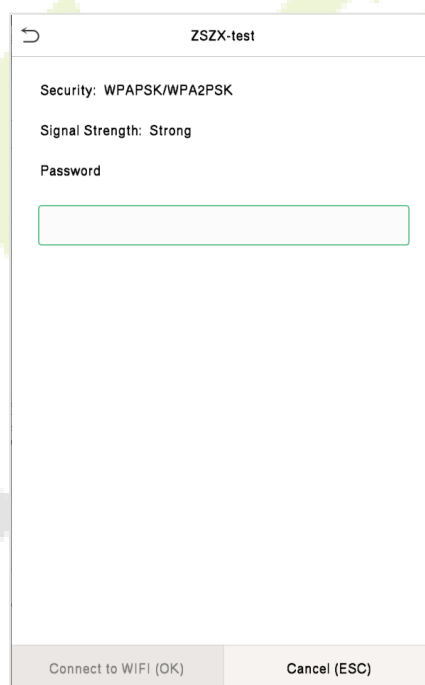 ZSZX-test
Security: WPAPSK/WPA2PSK
Signal Strength: Strong
Password
Connect to WIFI (OK) Cancel (ESC)